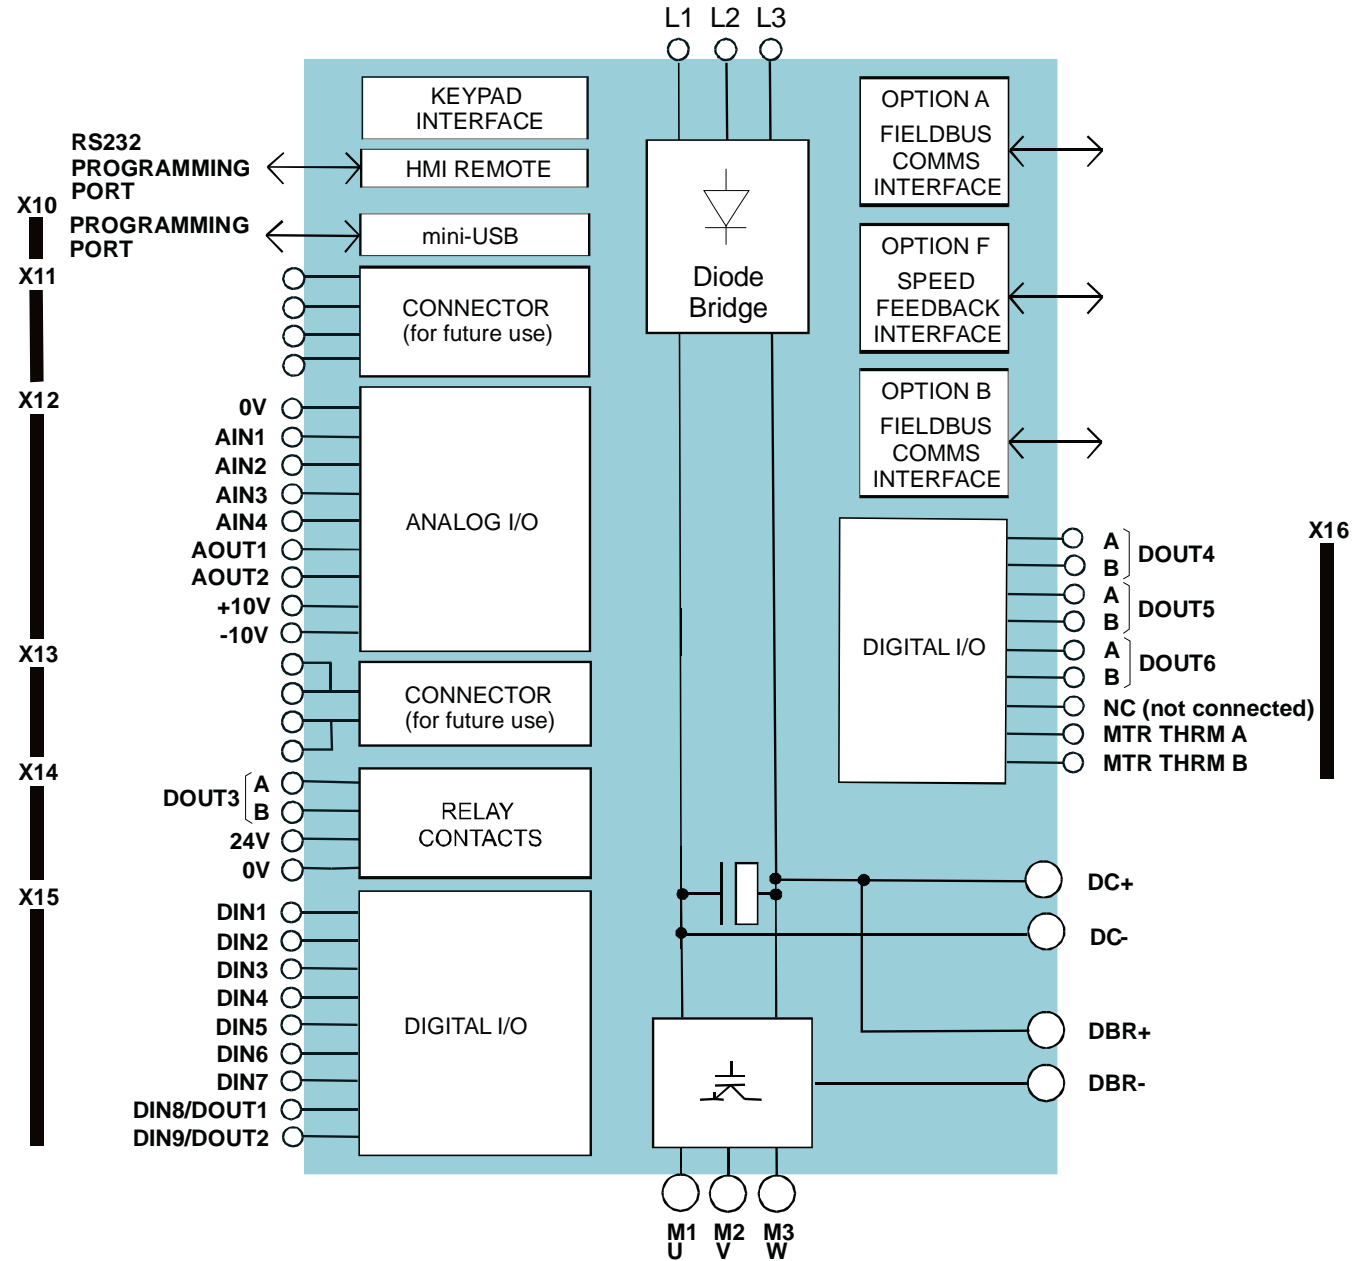 L1 L2 L3
KEYPAD
INTERFACE
RS232
PROGRAMMING
PORT
HMI REMOTE
X10
PROGRAMMING
PORT
mini-USB
X11
CONNECTOR
(for future use)
X12
0V
AIN1
AIN2
AIN3
AIN4
AOUT1
AOUT2
+10V
-10V
ANALOG I/O
X13
CONNECTOR
(for future use)
X14
DOUT3
A
B
24V
0V
RELAY
CONTACTS
X15
DIN1
DIN2
DIN3
DIN4
DIN5
DIN6
DIN7
DIN8/DOUT1
DIN9/DOUT2
DIGITAL I/O
Diode
Bridge
OPTION A
FIELDBUS
COMMS
INTERFACE
OPTION F
SPEED
FEEDBACK
INTERFACE
OPTION B
FIELDBUS
COMMS
INTERFACE
DIGITAL I/O
X16
A
B
DOUT4
A
B
DOUT5
A
B
DOUT6
NC (not connected)
MTR THRM A
MTR THRM B
DC+
DC-
DBR+
DBR-
M1 M2 M3
U V W